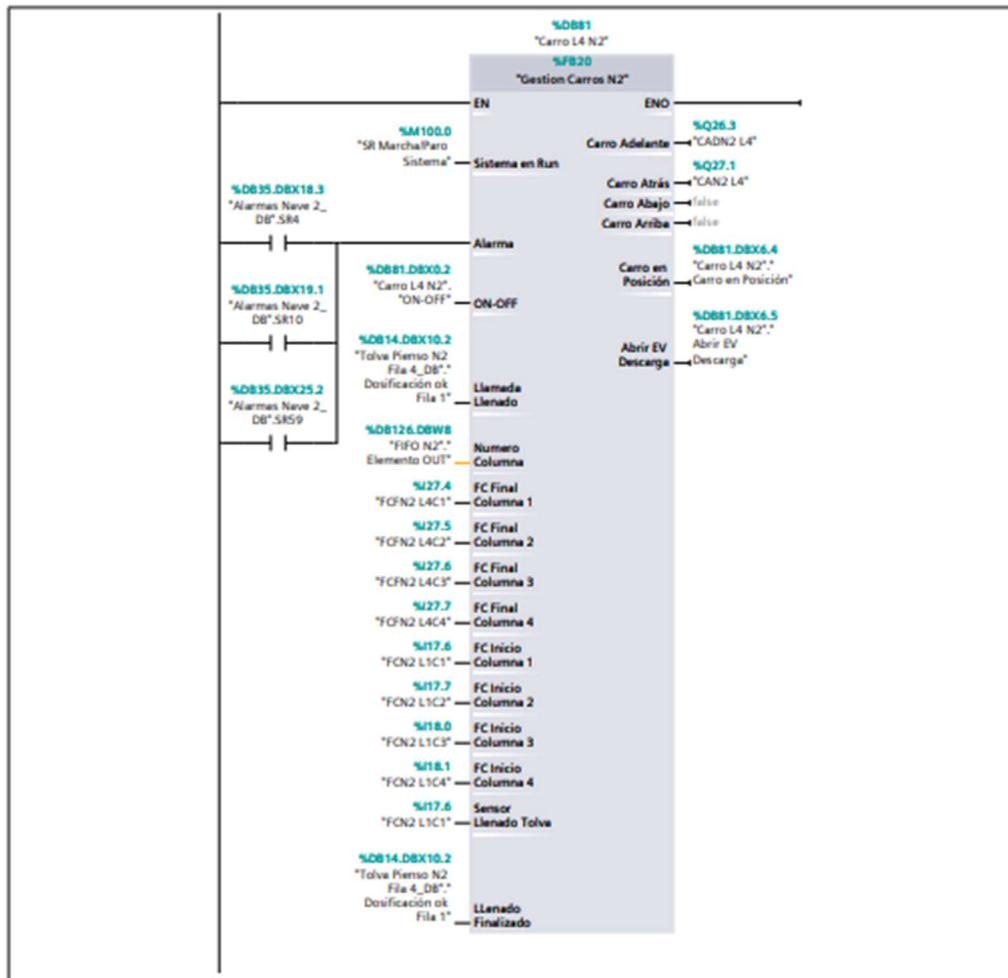 %DB81
"Carro L4 N2"
%FB20
"Gestion Carros N2"
EN
ENO
%M100.0
"SR Marcha/Paro
Sistema"
Sistema en Run
%Q26.3
Carro Adelante
"CADN2 L4"
%Q27.1
Carro Atrás
"CAN2 L4"
Carro Abajo
false
Carro Arriba
false
%DB35.DBX18.3
"Alarmas Nave 2_
DB".SR4
Alarma
%DB81.DBX6.4
"Carro L4 N2"."
Carro en Posición"
Carro en
Posición
%DB81.DBX0.2
"Carro L4 N2".
"ON-OFF"
ON-OFF
%DB35.DBX19.1
"Alarmas Nave 2_
DB".SR10
%DB81.DBX6.5
"Carro L4 N2"."
Abrir EV
Descarga"
Abrir EV
Descarga
%DB14.DBX10.2
"Tolva Pienso N2
Fila 4_DB"."
Dosificación ok
Fila 1"
Llamada
Llenado
%DB35.DBX25.2
"Alarmas Nave 2_
DB".SR59
%DB126.DBW8
"FIFO N2"."
Elemento OUT"
Numero
Columna
%I27.4
"FCFN2 L4C1"
FC Final
Columna 1
%I27.5
"FCFN2 L4C2"
FC Final
Columna 2
%I27.6
"FCFN2 L4C3"
FC Final
Columna 3
%I27.7
"FCFN2 L4C4"
FC Final
Columna 4
%I17.6
"FCN2 L1C1"
FC Inicio
Columna 1
%I17.7
"FCN2 L1C2"
FC Inicio
Columna 2
%I18.0
"FCN2 L1C3"
FC Inicio
Columna 3
%I18.1
"FCN2 L1C4"
FC Inicio
Columna 4
%I17.6
"FCN2 L1C1"
Sensor
Llenado Tolva
%DB14.DBX10.2
"Tolva Pienso N2
Fila 4_DB"."
Dosificación ok
Fila 1"
LLenado
Finalizado